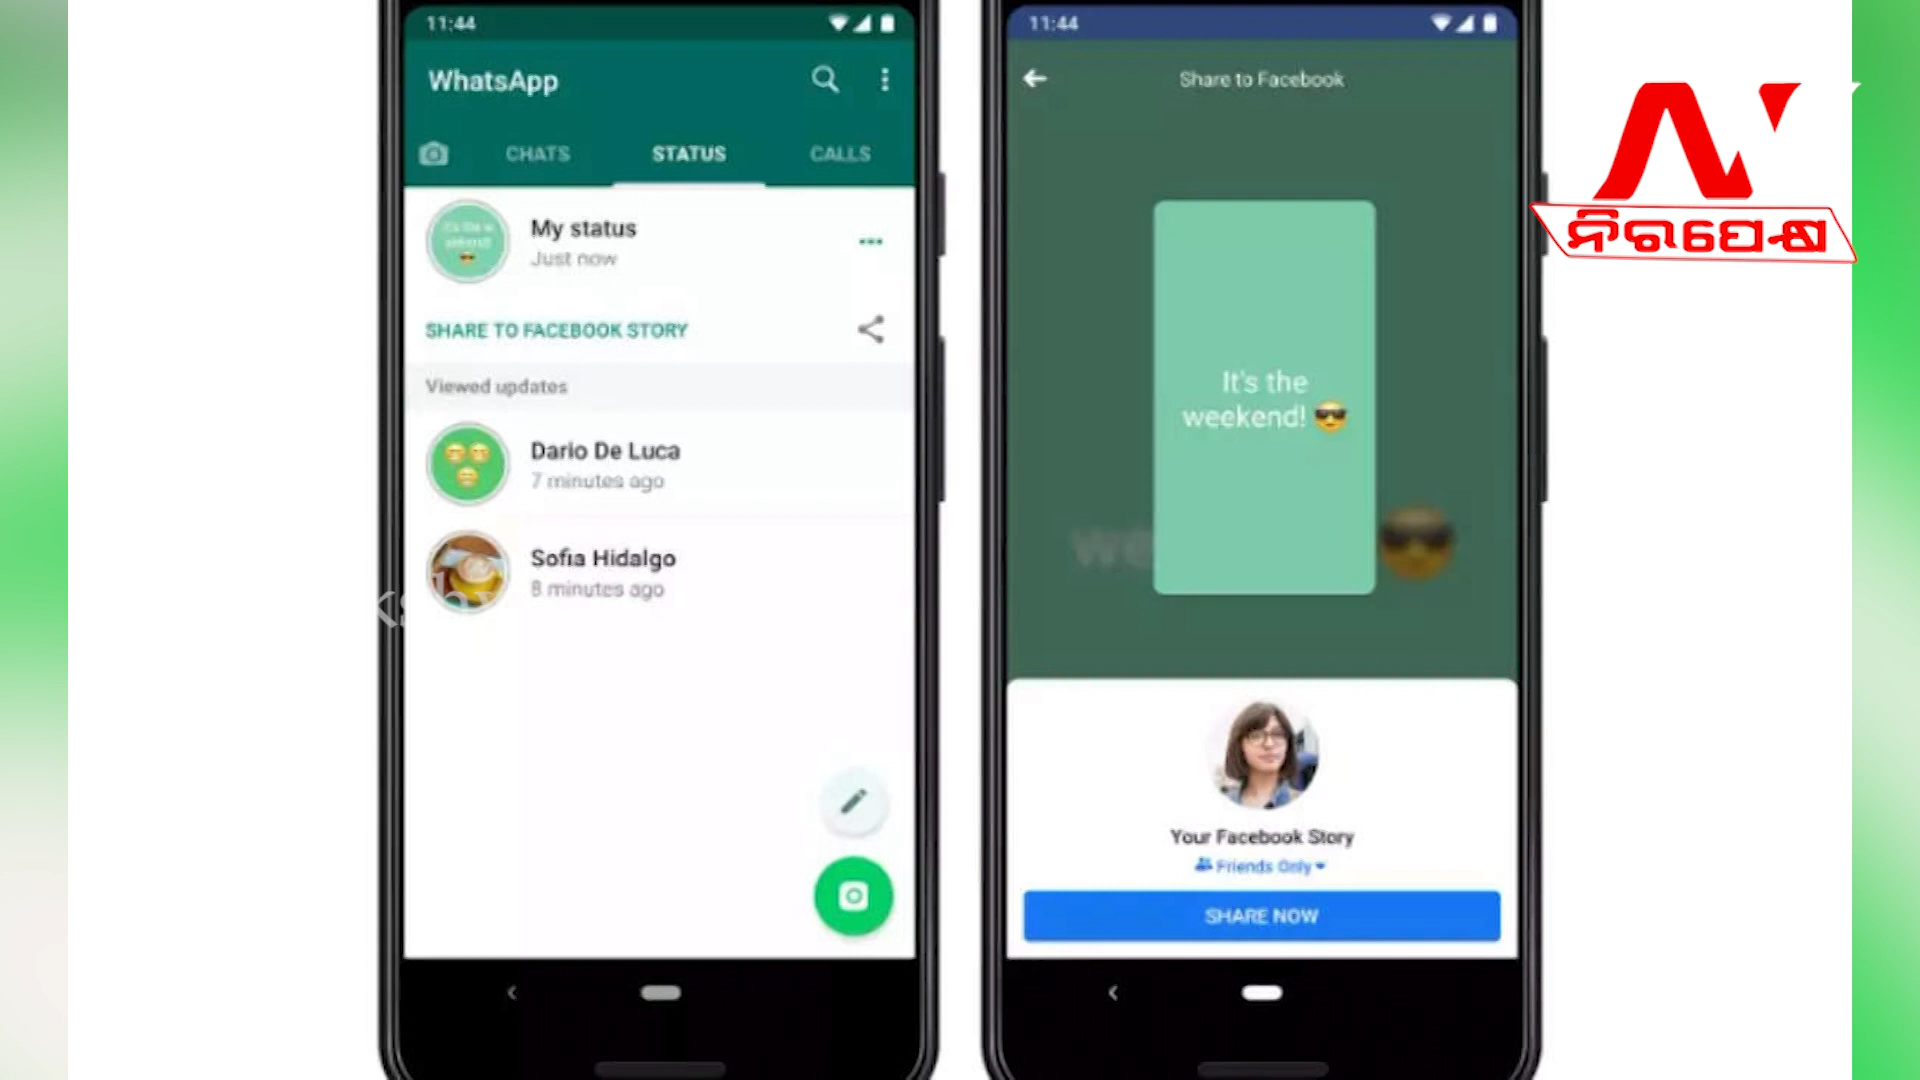 11:44
WhatsApp
CHATS
STATUS
CALLS
My status
Just now
SHARE TO FACEBOOK STORY
Viewed updates
Dario De Luca
7 minutes ago
Sofia Hidalgo
8 minutes ago
11:44
Share to Facebook
It's the
weekend! 😎
we
Your Facebook Story
Friends Only
SHARE NOW
ନିରପେକ୍ଷ